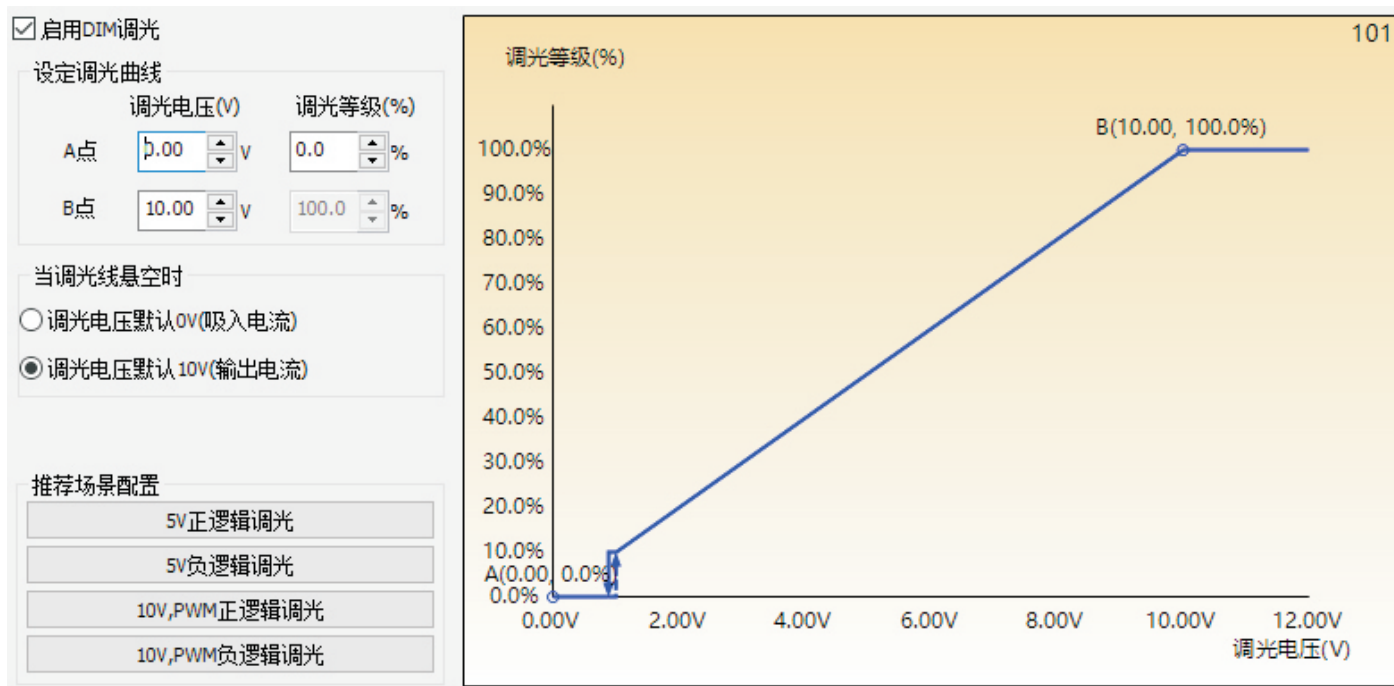 启用DIM调光
设定调光曲线
调光电压(V) 调光等级(%)
A点 0.00 V 0.0 %
B点 10.00 V 100.0 %
当调光线悬空时
调光电压默认0V(吸入电流)
调光电压默认10V(输出电流)
推荐场景配置
5V正逻辑调光
5V负逻辑调光
10V,PWM正逻辑调光
10V,PWM负逻辑调光
101
调光等级(%)
B(10.00, 100.0%)
100.0%
90.0%
80.0%
70.0%
60.0%
50.0%
40.0%
30.0%
20.0%
10.0%
A(0.00, 0.0%)
0.0%
0.00V 2.00V 4.00V 6.00V 8.00V 10.00V 12.00V
调光电压(V)